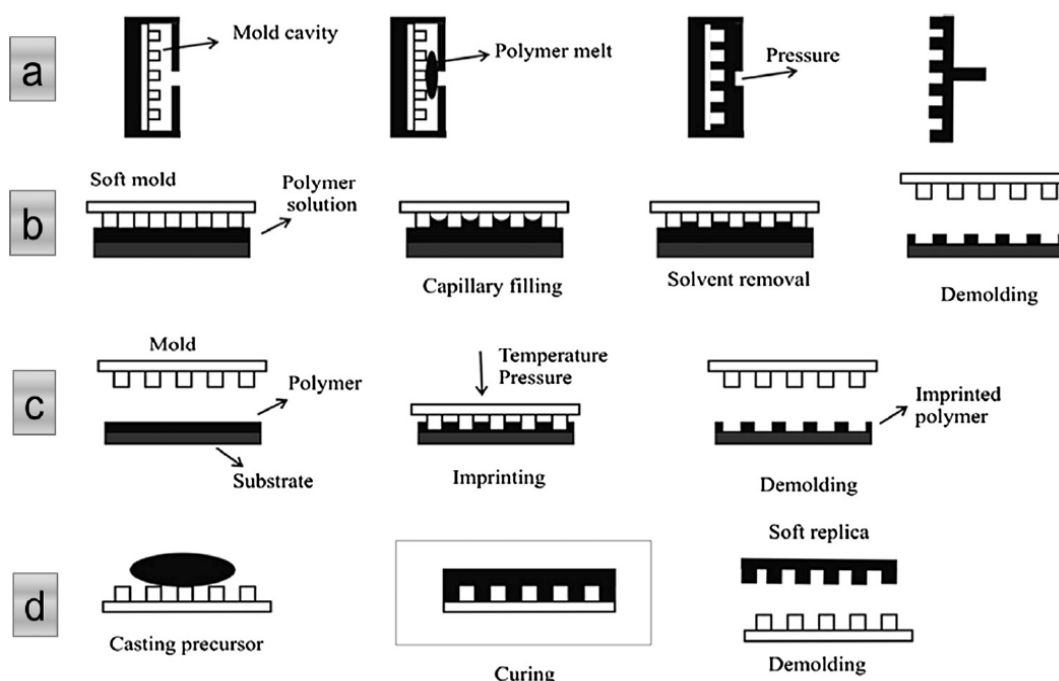 a
Mold cavity
Polymer melt
Pressure
b
Soft mold
Polymer
solution
Capillary filling
Solvent removal
Demolding
c
Mold
Polymer
Substrate
Temperature
Pressure
Imprinting
Imprinted
polymer
Demolding
d
Casting precursor
Curing
Soft replica
Demolding